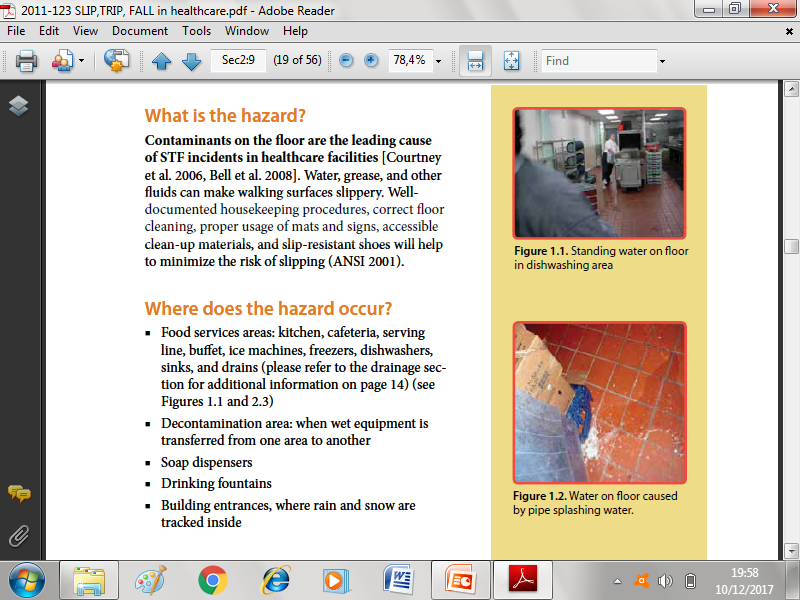 2011-123 SLIP,TRIP, FALL in healthcare.pdf - Adobe Reader
File Edit View Document Tools Window Help
Sec2:9 (19 of 56) 78,4% Find
What is the hazard?
Contaminants on the floor are the leading cause
of STF incidents in healthcare facilities [Courtney
et al. 2006, Bell et al. 2008]. Water, grease, and other
fluids can make walking surfaces slippery. Well-
documented housekeeping procedures, correct floor
cleaning, proper usage of mats and signs, accessible
clean-up materials, and slip-resistant shoes will help
to minimize the risk of slipping (ANSI 2001).
Where does the hazard occur?
▪ Food services areas: kitchen, cafeteria, serving
line, buffet, ice machines, freezers, dishwashers,
sinks, and drains (please refer to the drainage sec-
tion for additional information on page 14) (see
Figures 1.1 and 2.3)
▪ Decontamination area: when wet equipment is
transferred from one area to another
▪ Soap dispensers
▪ Drinking fountains
▪ Building entrances, where rain and snow are
tracked inside
Figure 1.1. Standing water on floor
in dishwashing area
Figure 1.2. Water on floor caused
by pipe splashing water.
19:58
10/12/2017